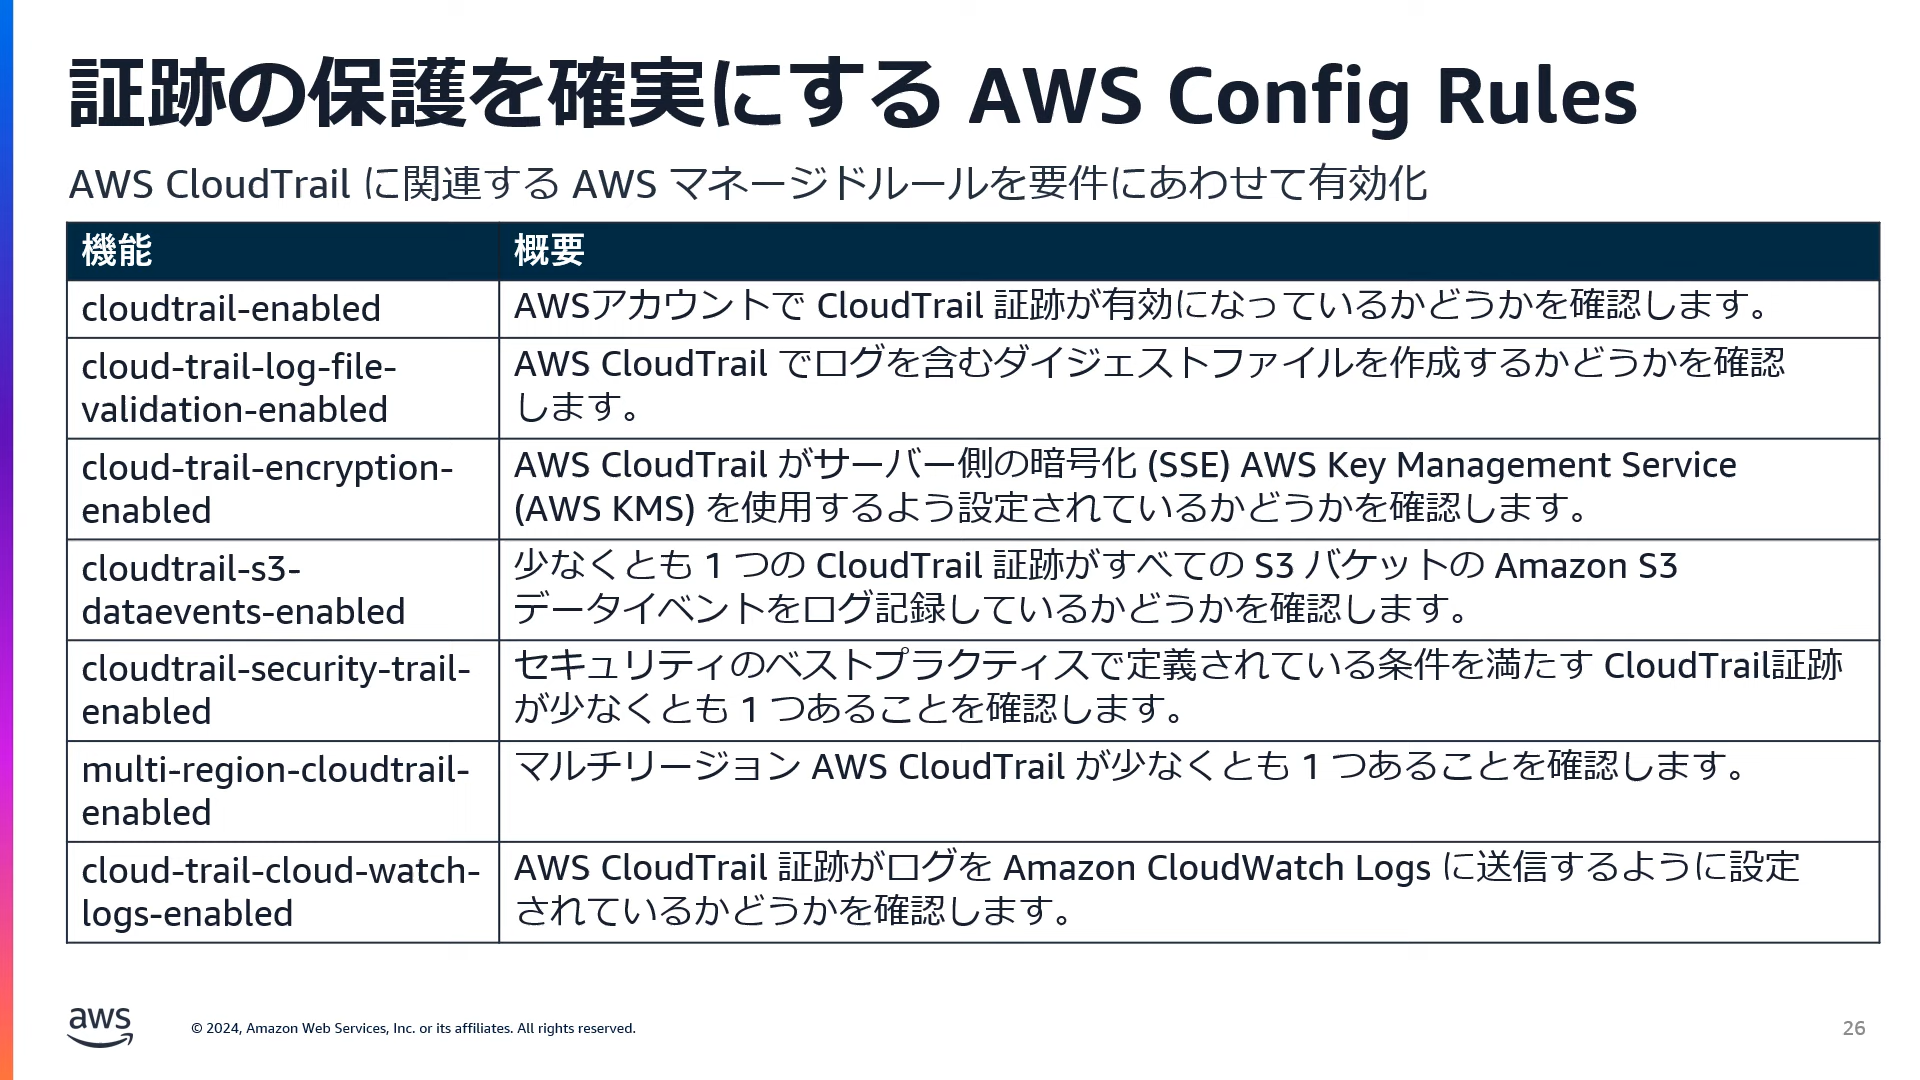 証跡の保護を確実にする AWS Config Rules
AWS CloudTrail に関連する AWS マネージドルールを要件にあわせて有効化
機能
概要
cloudtrail-enabled
AWSアカウントで CloudTrail 証跡が有効になっているかどうかを確認します。
cloud-trail-log-file-
validation-enabled
AWS CloudTrail でログを含むダイジェストファイルを作成するかどうかを確認
します。
cloud-trail-encryption-
enabled
AWS CloudTrail がサーバー側の暗号化 (SSE) AWS Key Management Service
(AWS KMS) を使用するよう設定されているかどうかを確認します。
cloudtrail-s3-
dataevents-enabled
少なくとも 1 つの CloudTrail 証跡がすべての S3 バケットの Amazon S3
データイベントをログ記録しているかどうかを確認します。
cloudtrail-security-trail-
enabled
セキュリティのベストプラクティスで定義されている条件を満たす CloudTrail証跡
が少なくとも 1 つあることを確認します。
multi-region-cloudtrail-
enabled
マルチリージョン AWS CloudTrail が少なくとも 1 つあることを確認します。
cloud-trail-cloud-watch-
logs-enabled
AWS CloudTrail 証跡がログを Amazon CloudWatch Logs に送信するように設定
されているかどうかを確認します。
aws
© 2024, Amazon Web Services, Inc. or its affiliates. All rights reserved.
26